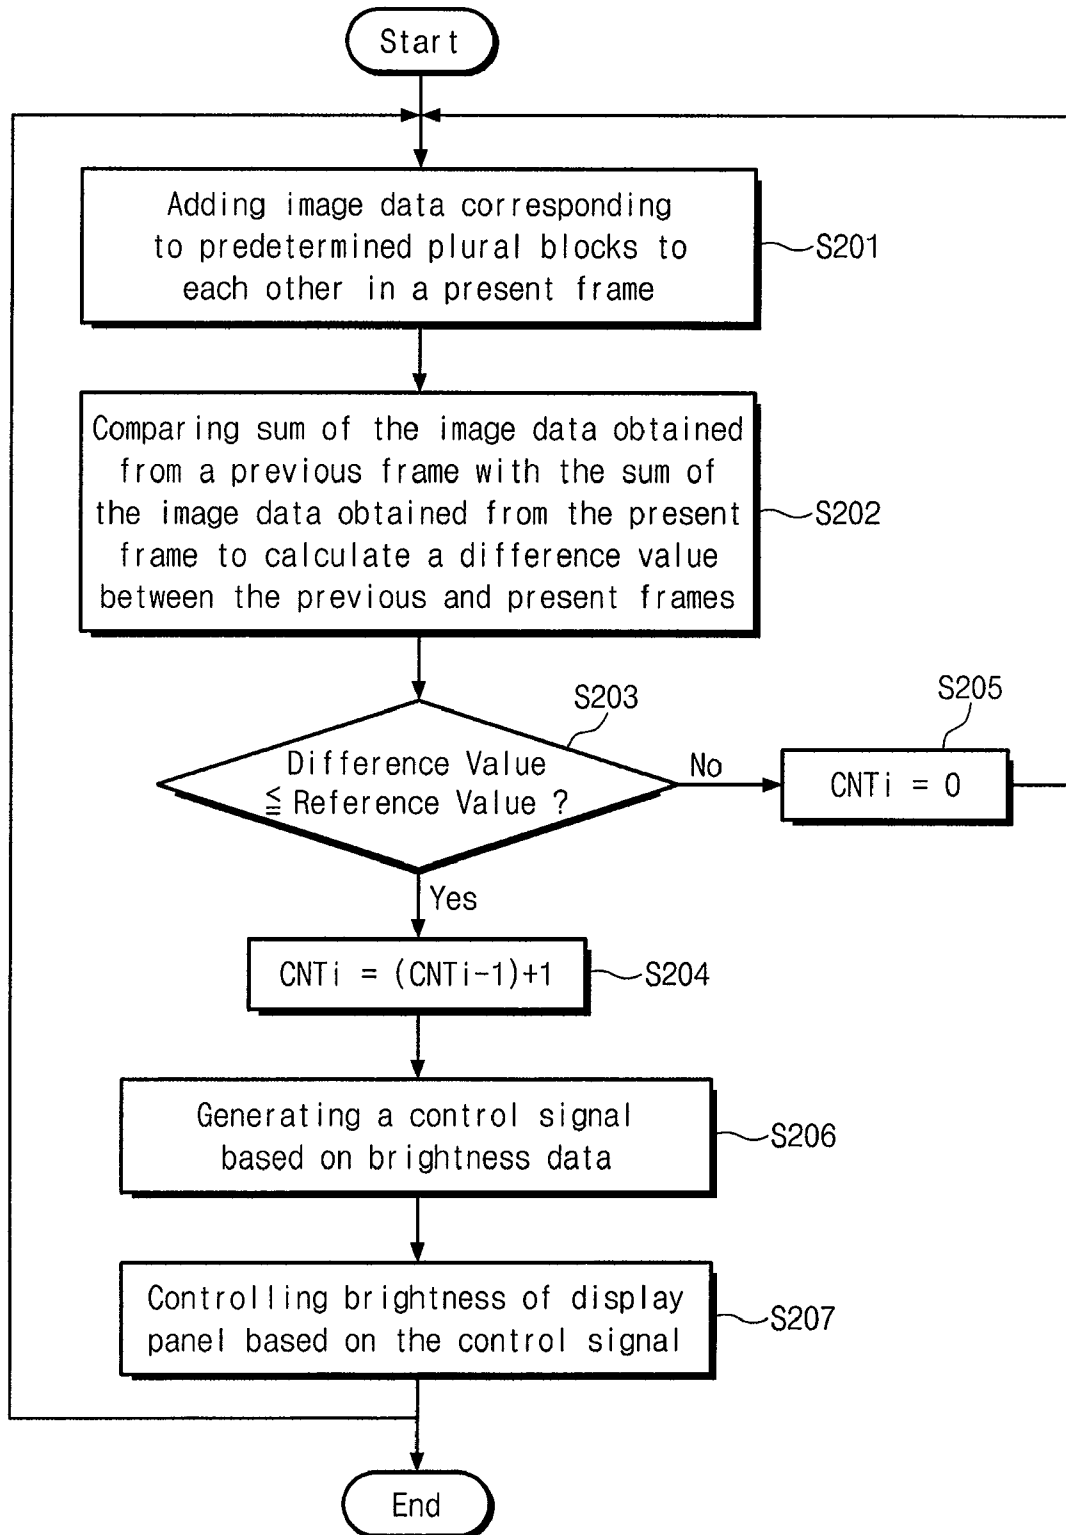 Start
Adding image data corresponding
to predetermined plural blocks to
each other in a present frame
S201
Comparing sum of the image data obtained
from a previous frame with the sum of
the image data obtained from the present
frame to calculate a difference value
between the previous and present frames
S202
S203
Difference Value
≦ Reference Value ?
No
S205
CNTi = 0
Yes
CNTi = (CNTi-1)+1
S204
Generating a control signal
based on brightness data
S206
Controlling brightness of display
panel based on the control signal
S207
End